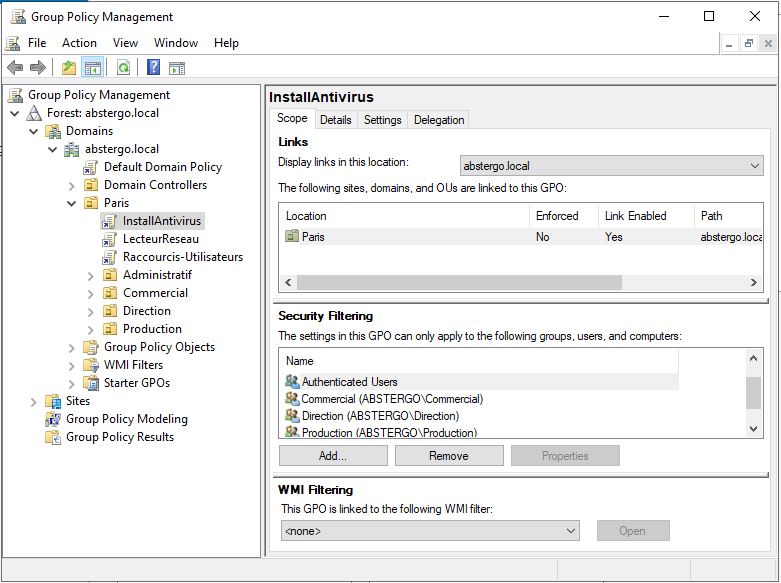 Group Policy Management
File Action View Window Help
Group Policy Management
Forest: abstergo.local
Domains
abstergo.local
Default Domain Policy
Domain Controllers
Paris
InstallAntivirus
LecteurReseau
Raccourcis-Utilisateurs
Administratif
Commercial
Direction
Production
Group Policy Objects
WMI Filters
Starter GPOs
Sites
Group Policy Modeling
Group Policy Results
InstallAntivirus
Scope Details Settings Delegation
Links
Display links in this location: abstergo.local
The following sites, domains, and OUs are linked to this GPO:
Location Enforced Link Enabled Path
Paris No Yes abstergo.loca
Security Filtering
The settings in this GPO can only apply to the following groups, users, and computers:
Name
Authenticated Users
Commercial (ABSTERGO\Commercial)
Direction (ABSTERGO\Direction)
Production (ABSTERGO\Production)
Add... Remove Properties
WMI Filtering
This GPO is linked to the following WMI filter:
<none> Open